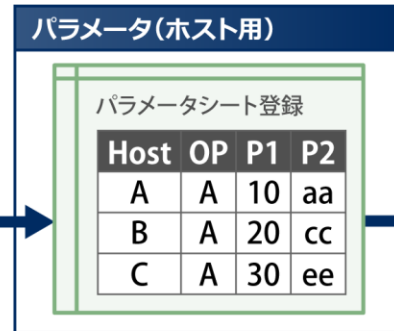 パラメータ(ホスト用)
パラメータシート登録
Host OP P1 P2
A A 10 aa
B A 20 cc
C A 30 ee